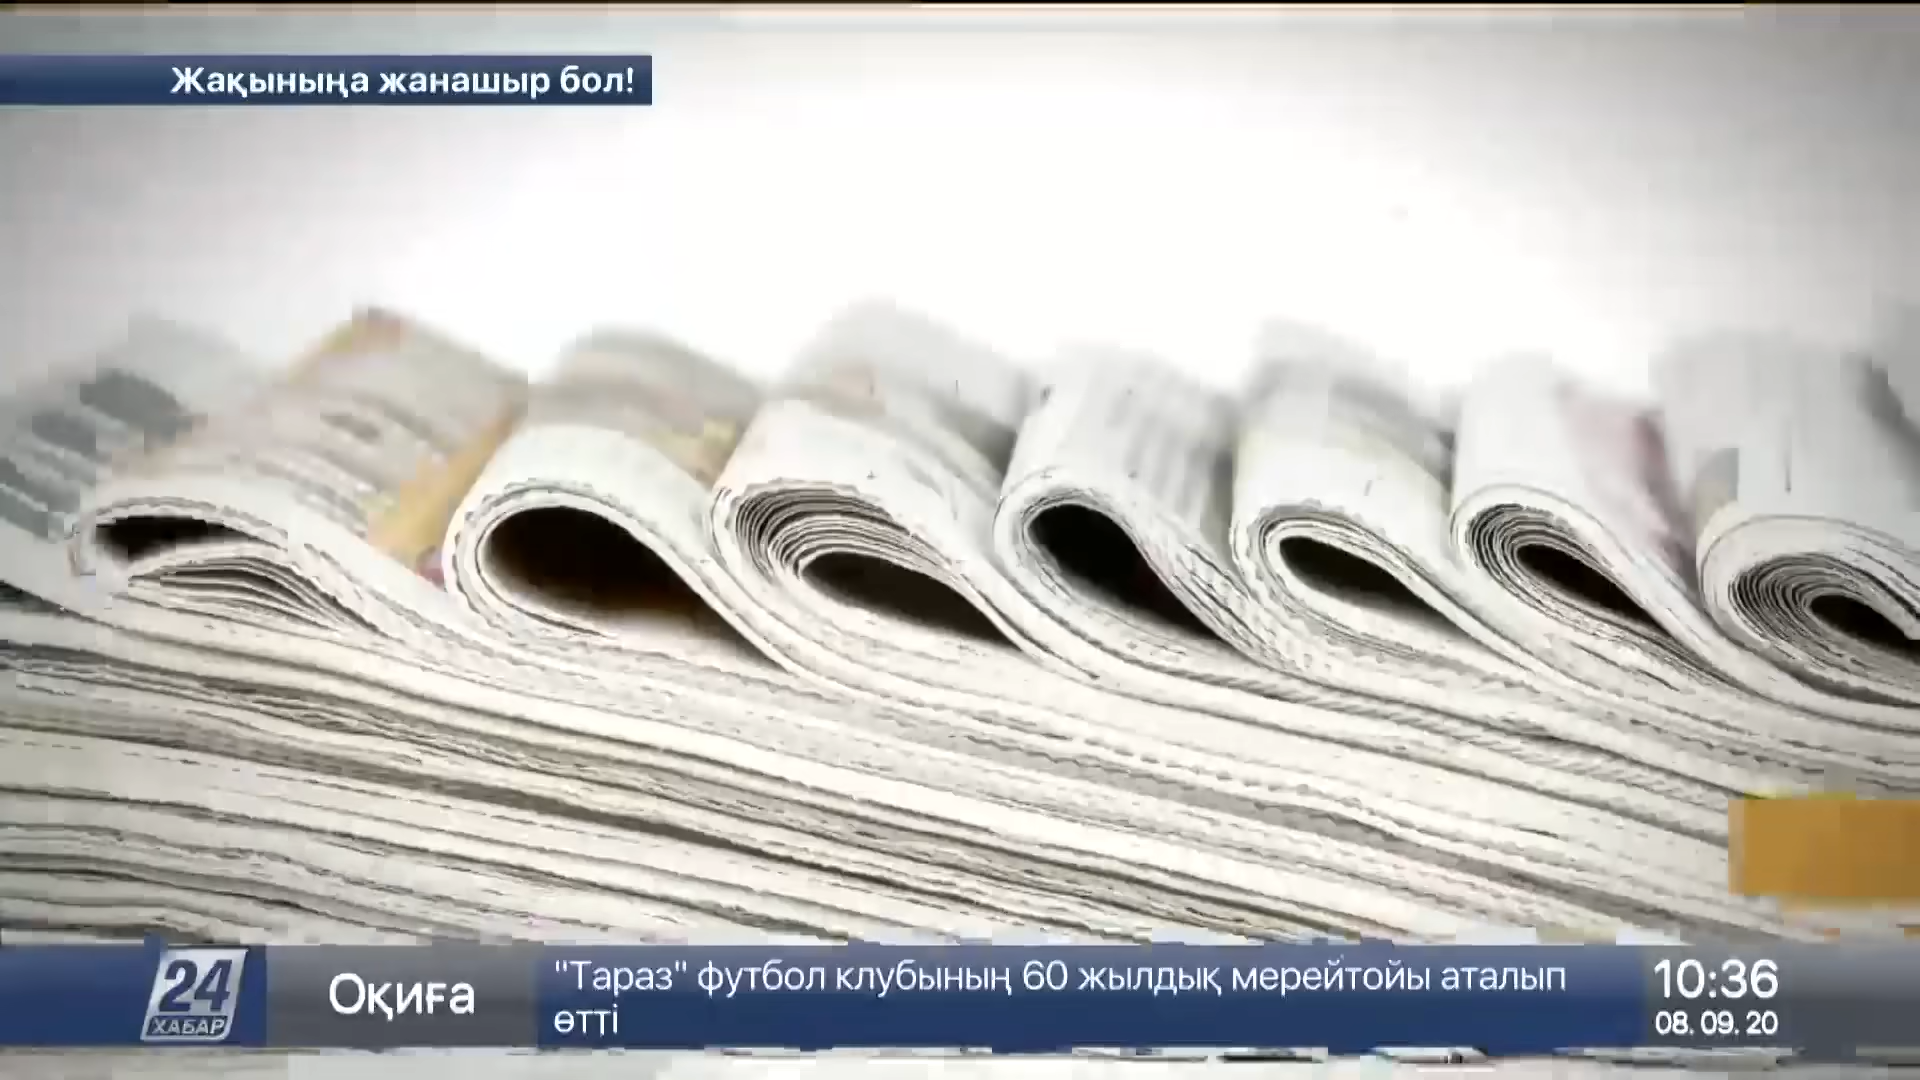 Жақыныңа жанашыр бол!
24
ХАБАР
Оқиға
"Тараз" футбол клубының 60 жылдық мерейтойы аталып
өтті
10:36
08. 09. 20